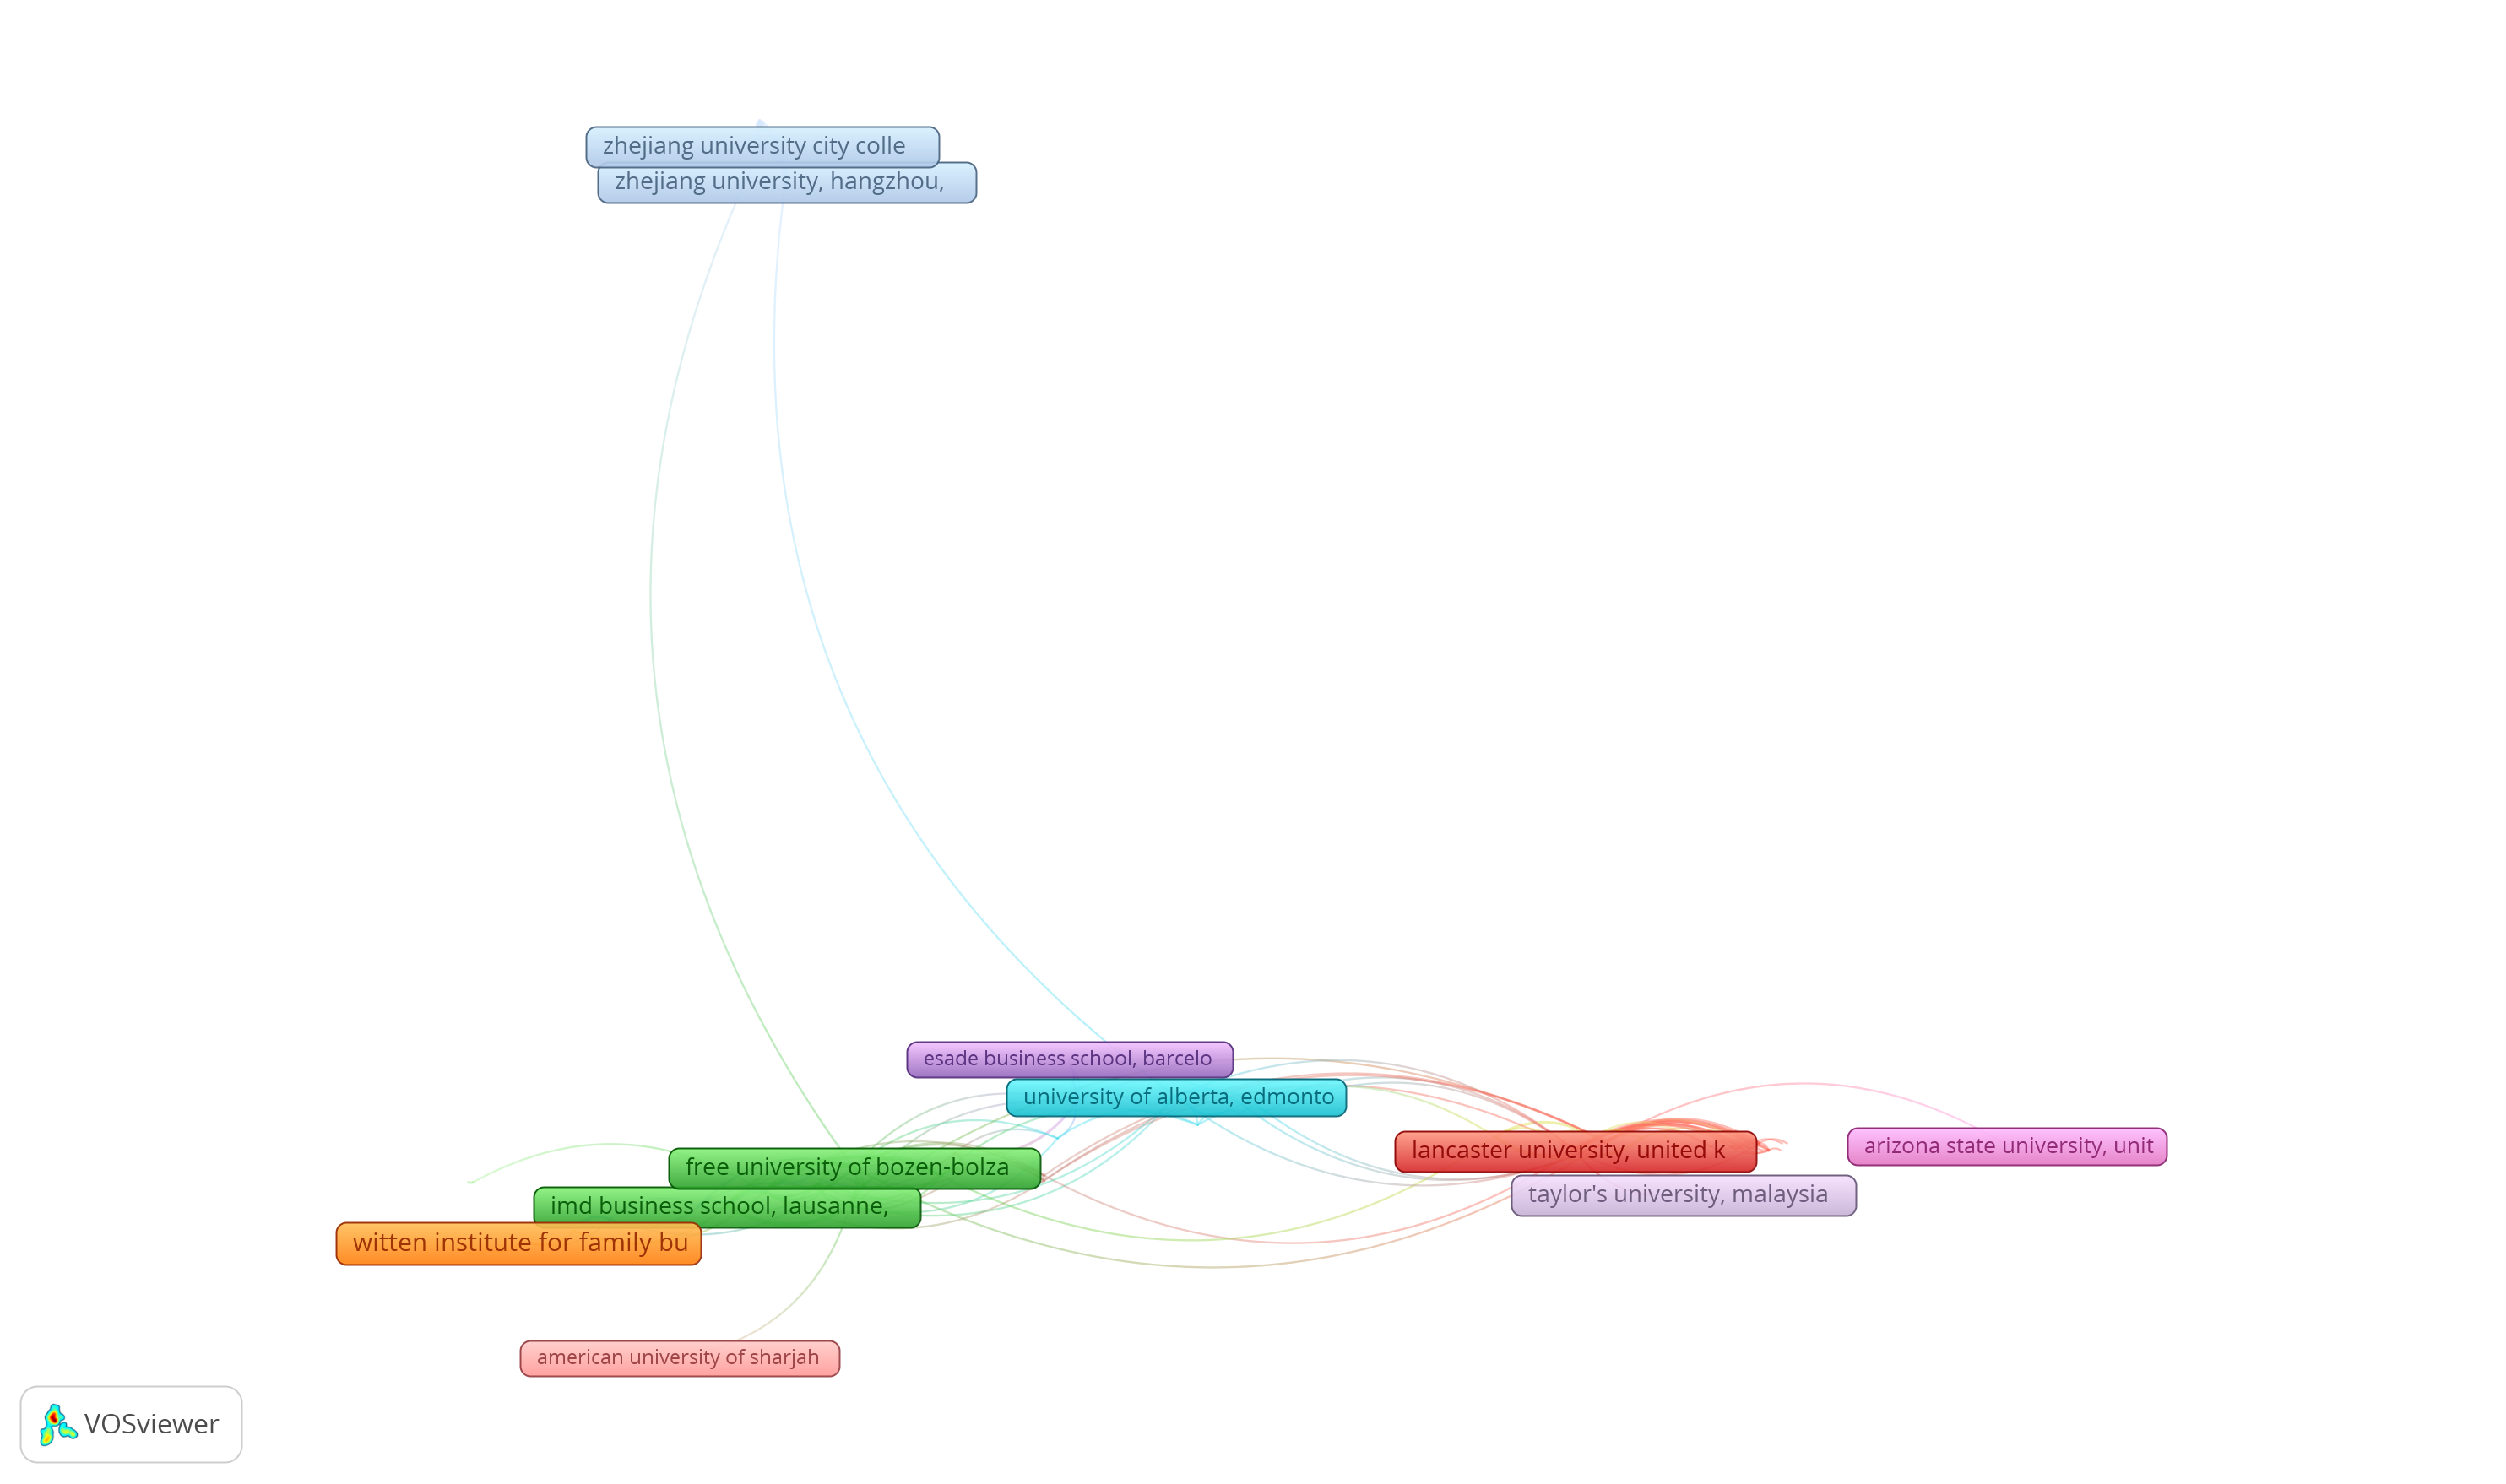 zhejiang university city colle
zhejiang university, hangzhou,
esade business school, barcelo
university of alberta, edmonto
lancaster university, united k
arizona state university, unit
free university of bozen-bolza
taylor's university, malaysia
imd business school, lausanne,
witten institute for family bu
american university of sharjah
VOSviewer